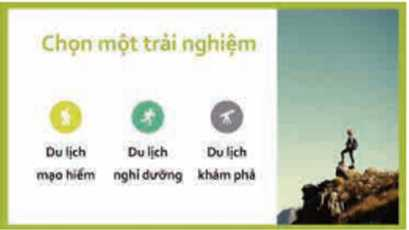 Chọn một trải nghiệm
Du lịch
mạo hiểm
Du lịch
nghỉ dưỡng
Du lịch
khám phá